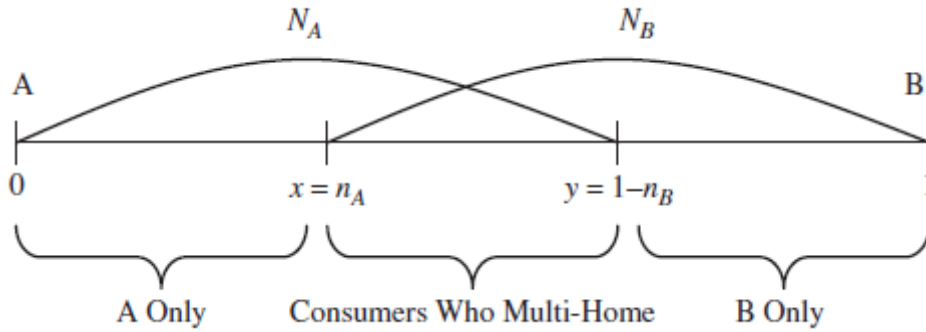 N_A N_B
A B
0 x = n_A y = 1–n_B
A Only Consumers Who Multi-Home B Only